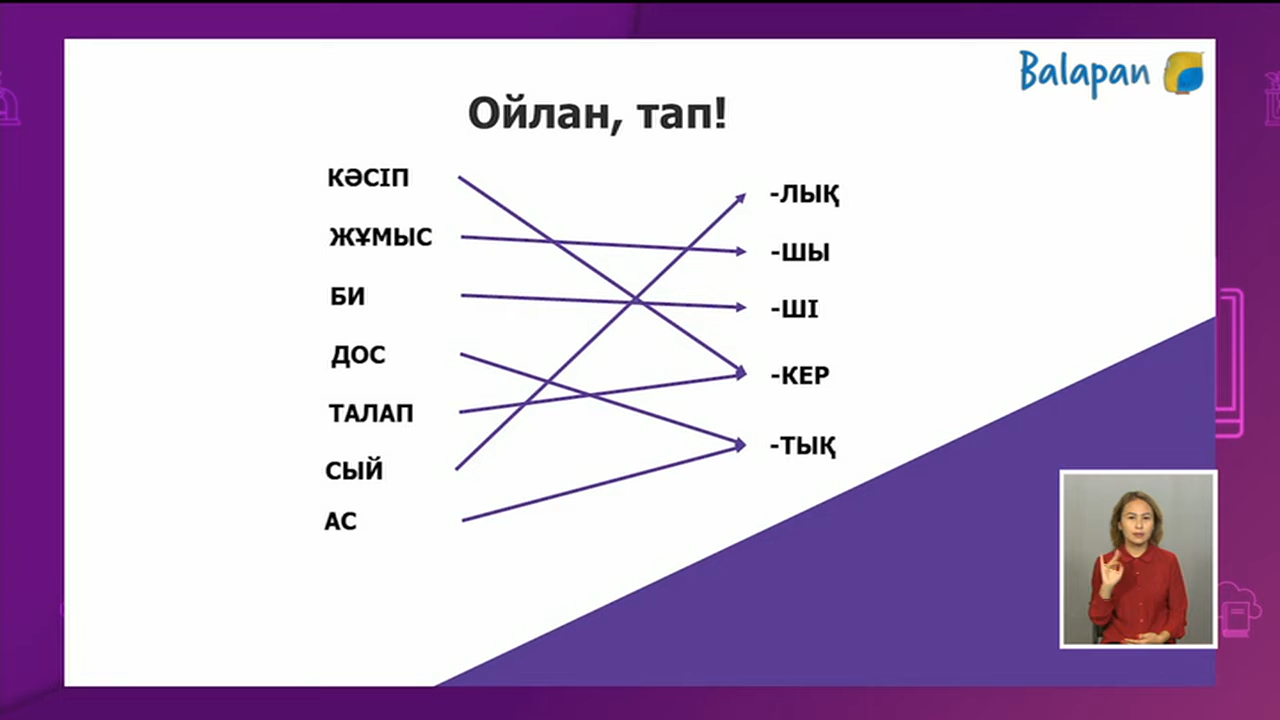 Balapan
Ойлан, тап!
КӘСІП
ЖҰМЫС
БИ
ДОС
ТАЛАП
СЫЙ
АС
-ЛЫҚ
-ШЫ
-ШІ
-КЕР
-ТЫҚ